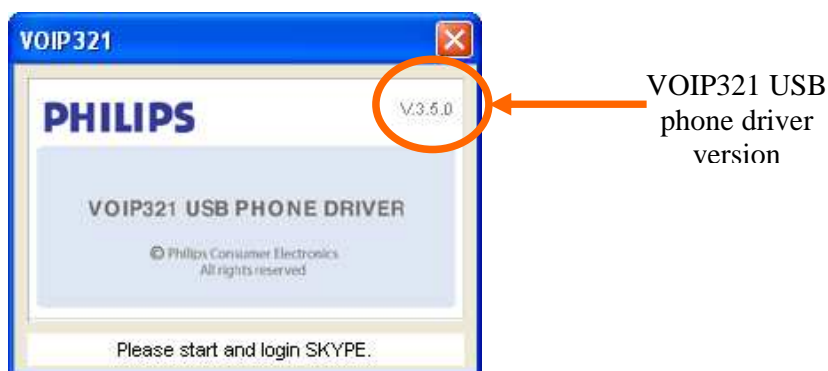 VOIP321
PHILIPS
V.3.5.0
VOIP321 USB PHONE DRIVER
© Philips Consumer Electronics
All rights reserved
Please start and login SKYPE.
VOIP321 USB
phone driver
version